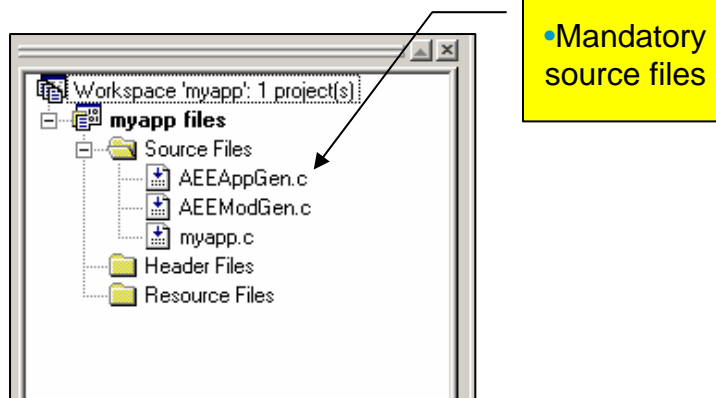 •Mandatory
source files
Workspace 'myapp': 1 project(s)
myapp files
Source Files
AEEAppGen.c
AEEModGen.c
myapp.c
Header Files
Resource Files